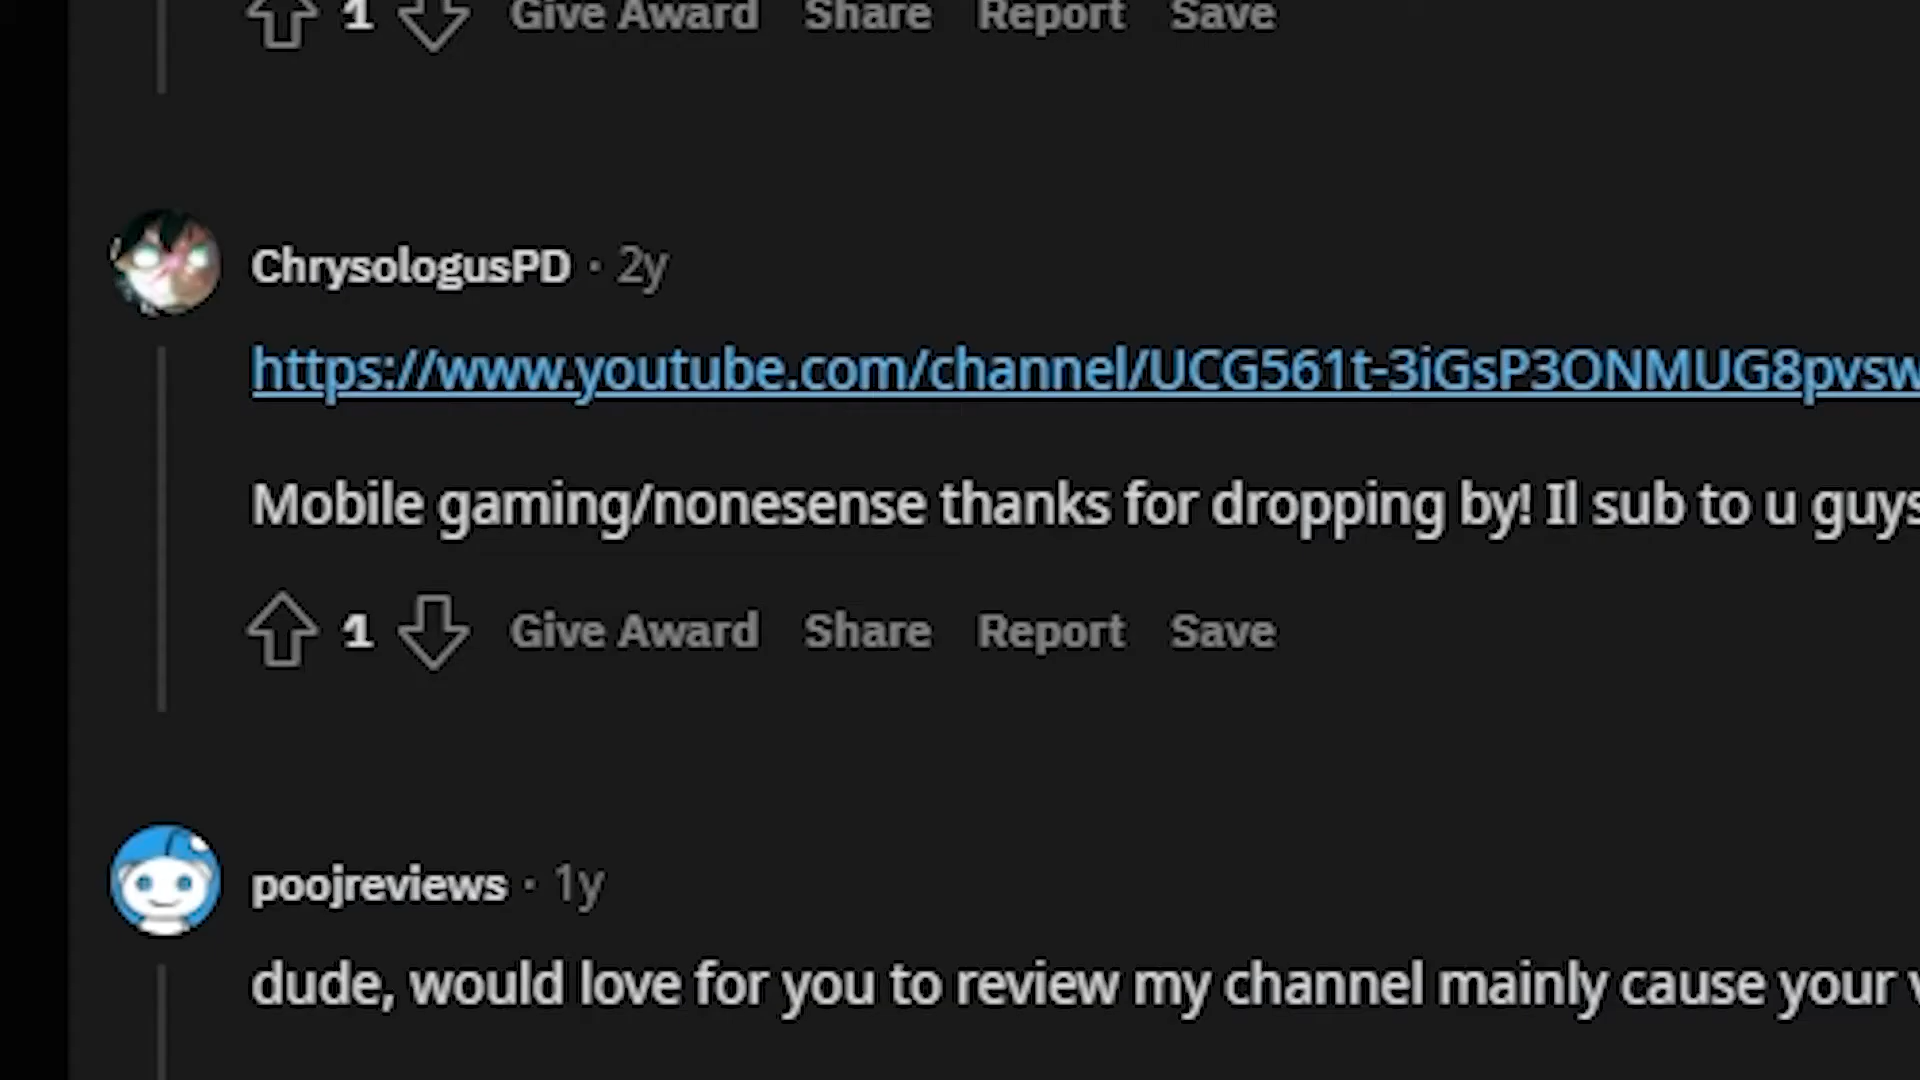 1 Give Award Share Report Save
ChrysologusPD · 2y
https://www.youtube.com/channel/UCG561t-3iGsP3ONMUG8pvsw
Mobile gaming/nonesense thanks for dropping by! Il sub to u guys
1 Give Award Share Report Save
poojreviews · 1y
dude, would love for you to review my channel mainly cause your